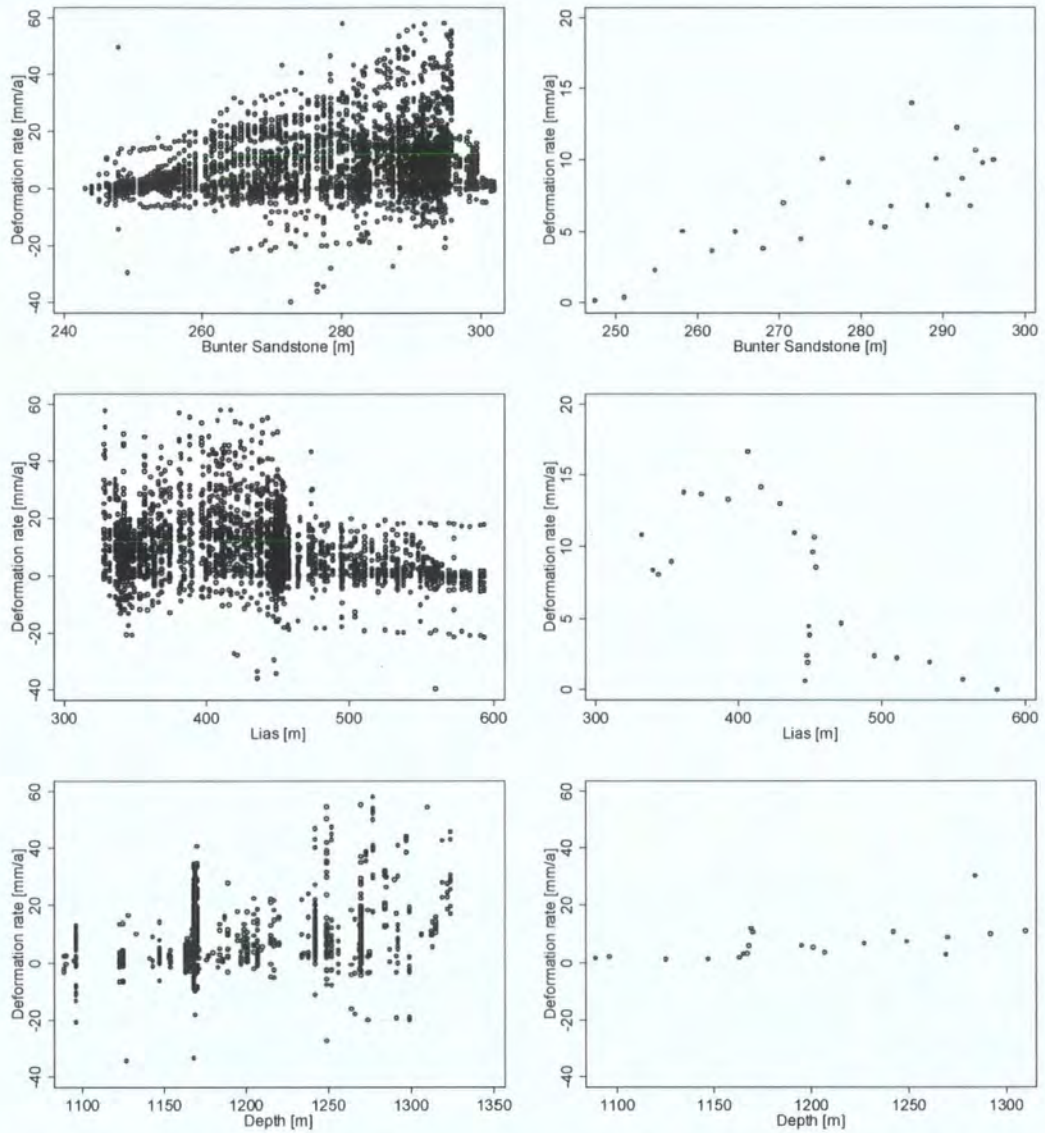 60
40
20
0
-20
-40
Deformation rate [mm/a]
240 260 280 300
Bunter Sandstone [m]
20
15
10
5
0
Deformation rate [mm/a]
250 260 270 280 290 300
Bunter Sandstone [m]
60
40
20
0
-20
-40
Deformation rate [mm/a]
300 400 500 600
Lias [m]
20
15
10
5
0
Deformation rate [mm/a]
300 400 500 600
Lias [m]
60
40
20
0
-20
-40
Deformation rate [mm/a]
1100 1150 1200 1250 1300 1350
Depth [m]
60
40
20
0
-20
-40
Deformation rate [mm/a]
1100 1150 1200 1250 1300
Depth [m]